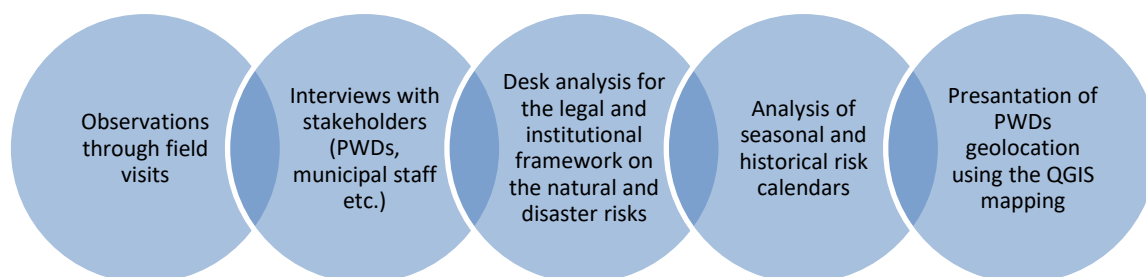 Observations
through field
visits
Interviews with
stakeholders
(PWDs,
municipal staff
etc.)
Desk analysis for
the legal and
institutional
framework on
the natural and
disaster risks
Analysis of
seasonal and
historical risk
calendars
Presantation of
PWDs
geolocation
using the QGIS
mapping